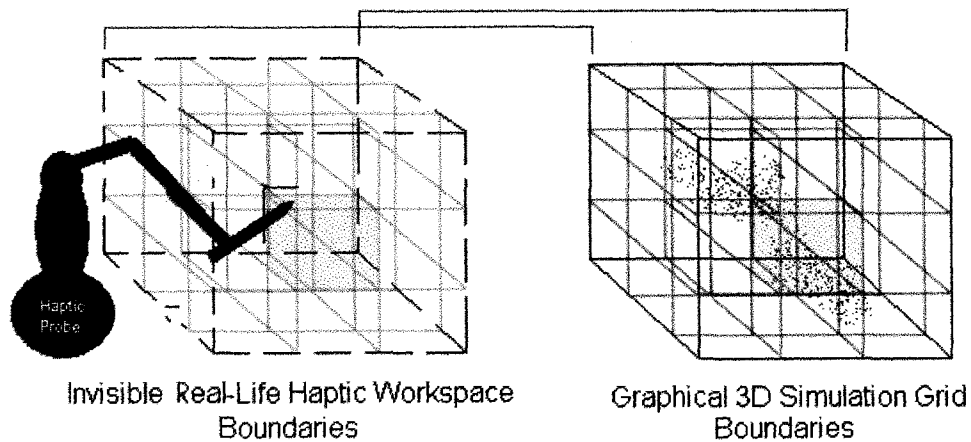 Haptic
Probe
Invisible Real-Life Haptic Workspace
Boundaries
Graphical 3D Simulation Grid
Boundaries